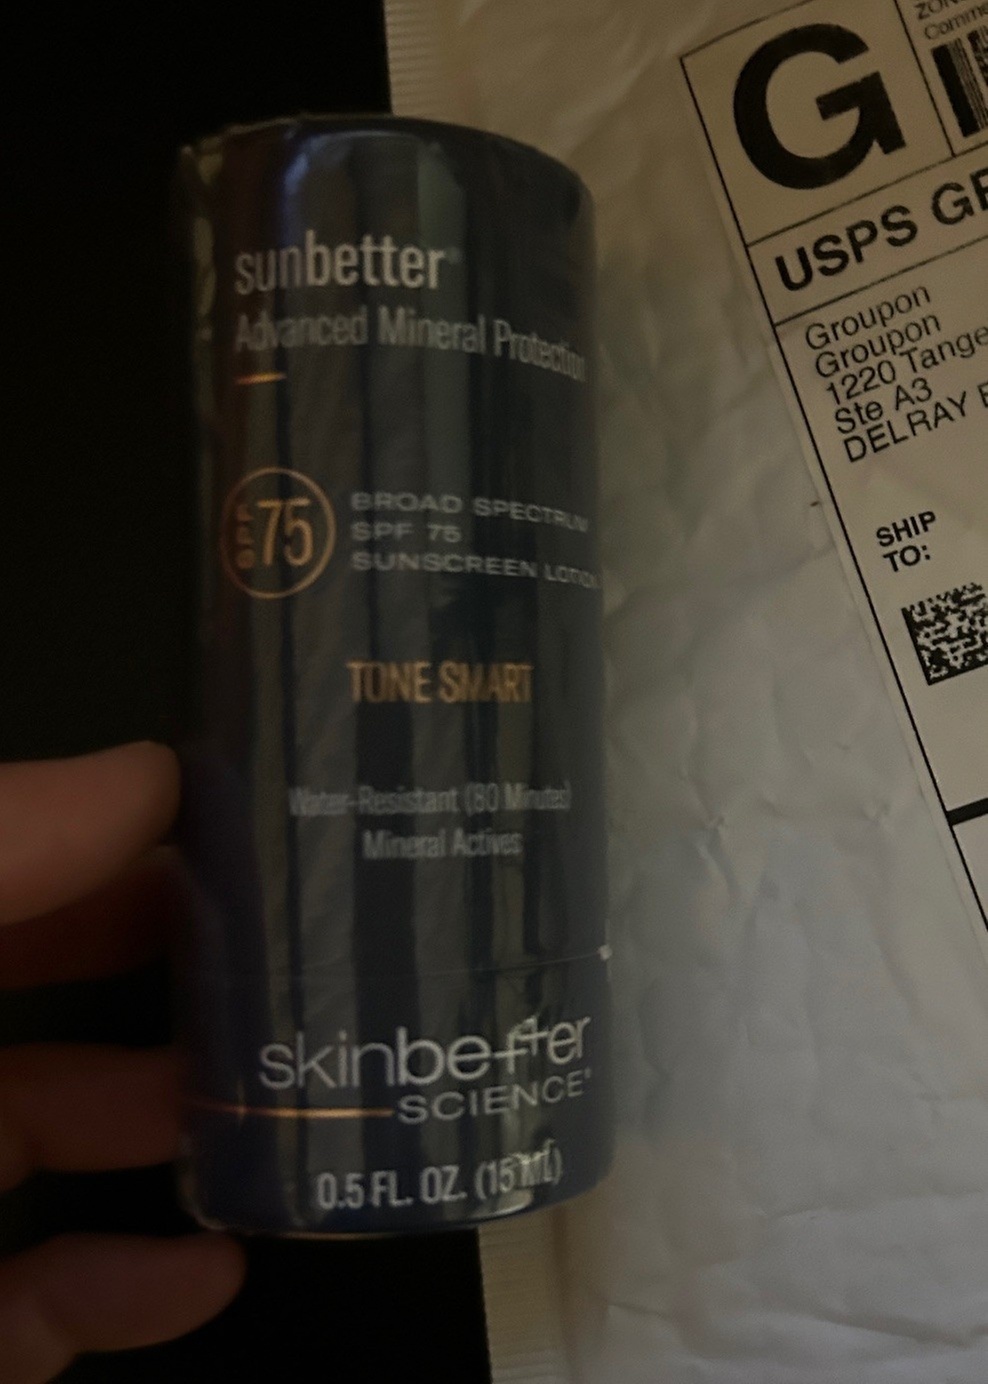 sunbetter®
Advanced Mineral Protection
75
BROAD SPECTRUM
SPF 75
SUNSCREEN LOTION
TONE SMART
Water-Resistant (80 Minutes)
Mineral Actives
skinbetter
SCIENCE®
0.5 FL. OZ. (15 mL)
G
USPS
Groupon
Groupon
1220
Ste A3
DELRAY
SHIP
TO: